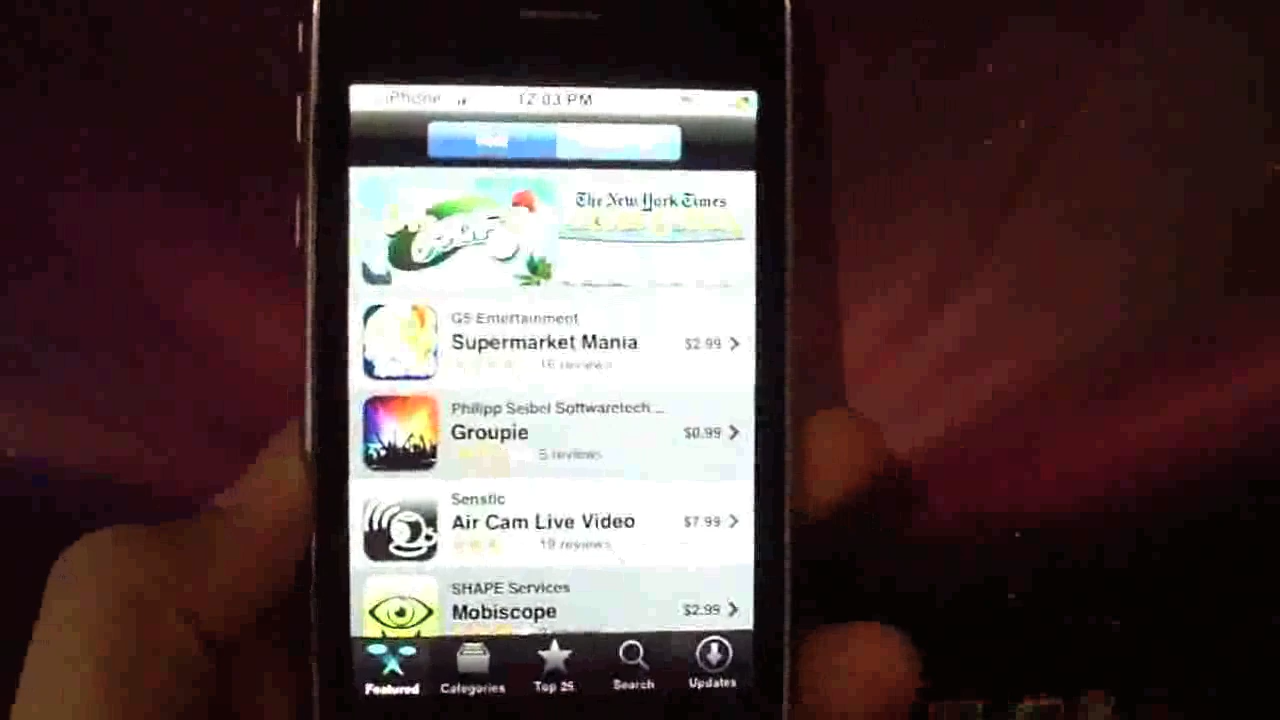 iPhone 12:03 PM
The New York Times
G5 Entertainment
Supermarket Mania $2.99
16 reviews
Philipp Seibel Softwaretech...
Groupie $0.99
5 reviews
Senstic
Air Cam Live Video $7.99
19 reviews
SHAPE Services
Mobiscope $2.99
Featured Categories Top 25 Search Updates